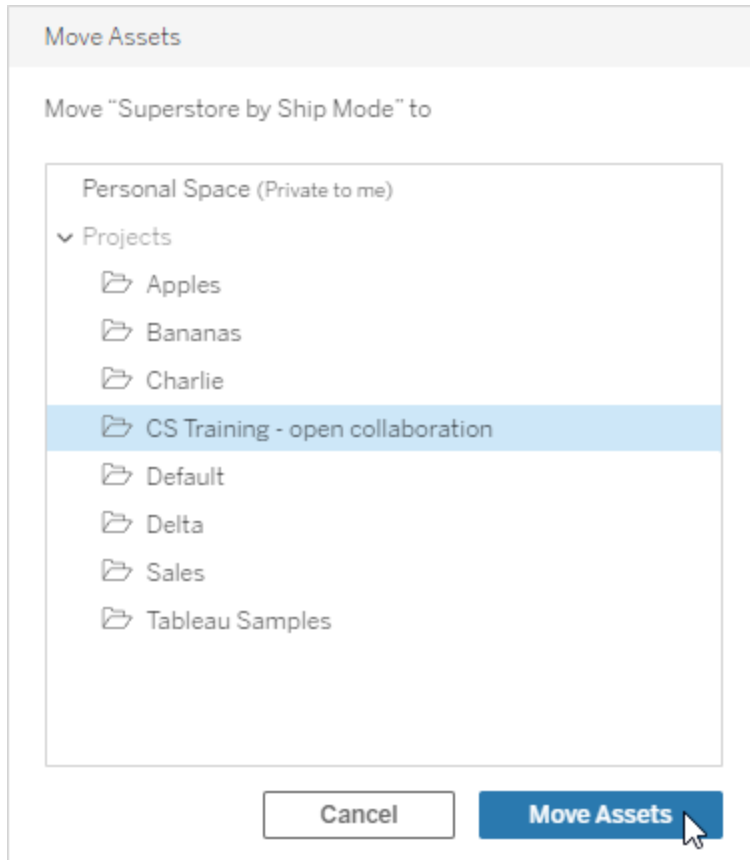 Move Assets
Move “Superstore by Ship Mode” to
Personal Space (Private to me)
Projects
Apples
Bananas
Charlie
CS Training - open collaboration
Default
Delta
Sales
Tableau Samples
Cancel
Move Assets